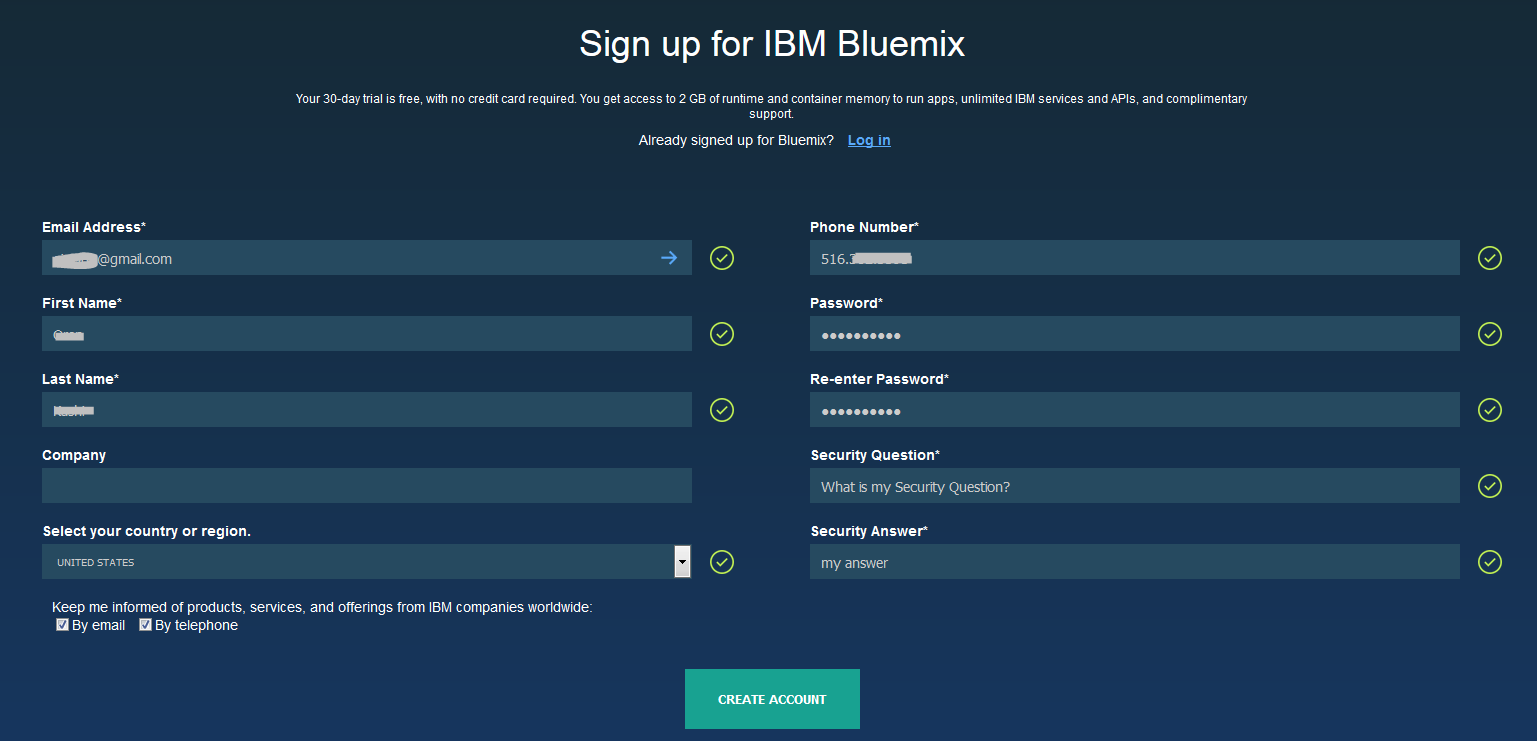 Sign up for IBM Bluemix
Your 30-day trial is free, with no credit card required. You get access to 2 GB of runtime and container memory to run apps, unlimited IBM services and APIs, and complimentary
support.
Already signed up for Bluemix? Log in
Email Address*
@gmail.com
First Name*
Last Name*
Company
Select your country or region.
UNITED STATES
Keep me informed of products, services, and offerings from IBM companies worldwide:
By email By telephone
Phone Number*
516.
Password*
Re-enter Password*
Security Question*
What is my Security Question?
Security Answer*
my answer
CREATE ACCOUNT